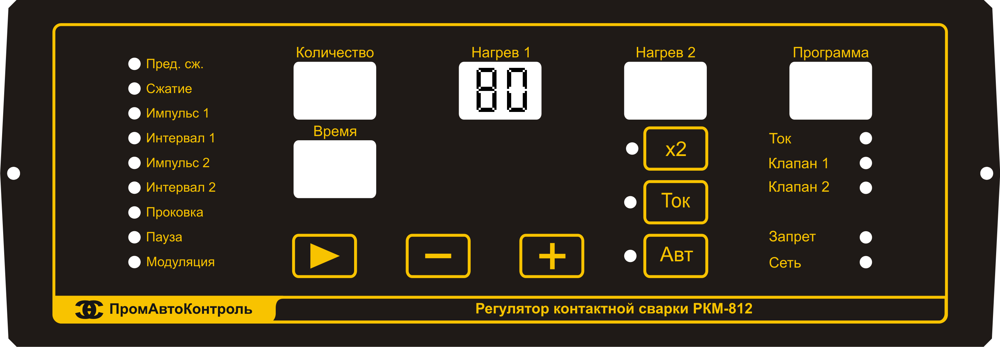 Количество
Нагрев 1
Нагрев 2
Программа
80
Пред. сж.
Сжатие
Импульс 1
Интервал 1
Импульс 2
Интервал 2
Проковка
Пауза
Модуляция
Время
x2
Ток
Авт
Ток
Клапан 1
Клапан 2
Запрет
Сеть
ПромАвтоКонтроль
Регулятор контактной сварки РКМ-812